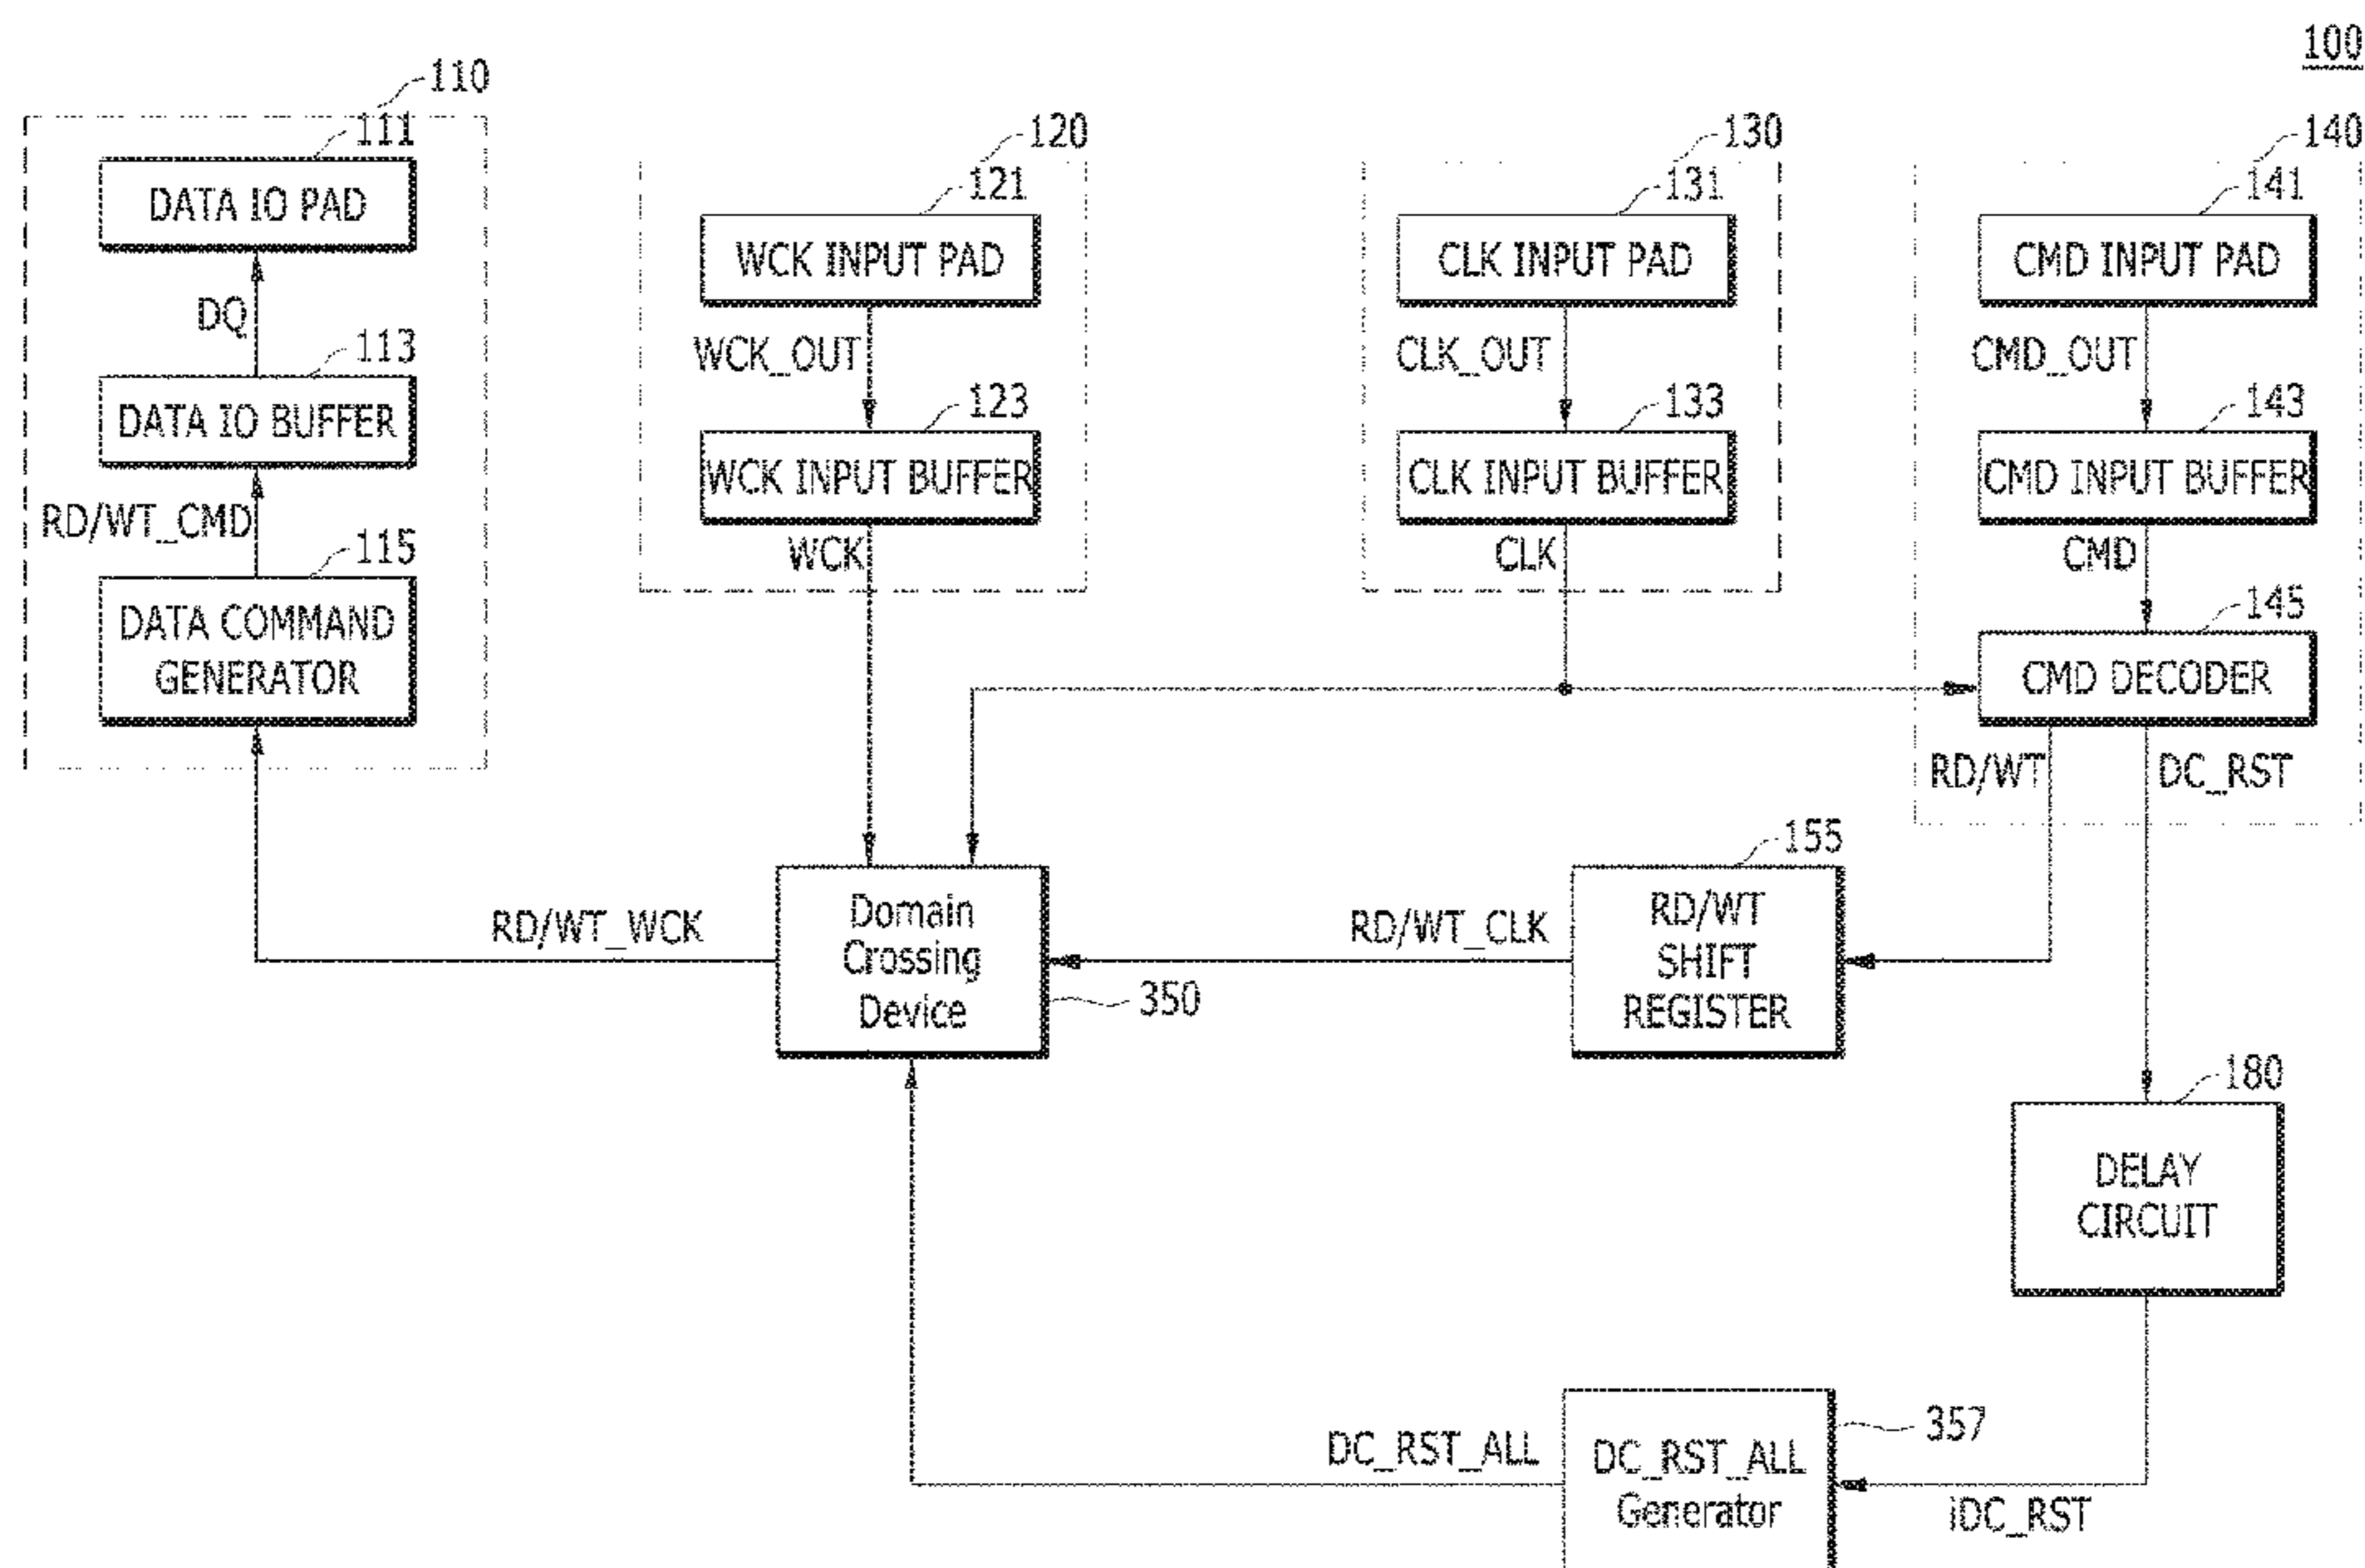 100
110
111
DATA IO PAD
DQ
113
DATA IO BUFFER
RD/WT_CMD
115
DATA COMMAND
GENERATOR
120
121
WCK INPUT PAD
WCK_OUT
123
WCK INPUT BUFFER
WCK
130
131
CLK INPUT PAD
CLK_OUT
133
CLK INPUT BUFFER
CLK
140
141
CMD INPUT PAD
CMD_OUT
143
CMD INPUT BUFFER
CMD
145
CMD DECODER
RD/WT
DC_RST
RD/WT_WCK
Domain
Crossing
Device
350
RD/WT_CLK
155
RD/WT
SHIFT
REGISTER
180
DELAY
CIRCUIT
DC_RST_ALL
357
DC_RST_ALL
Generator
iDC_RST